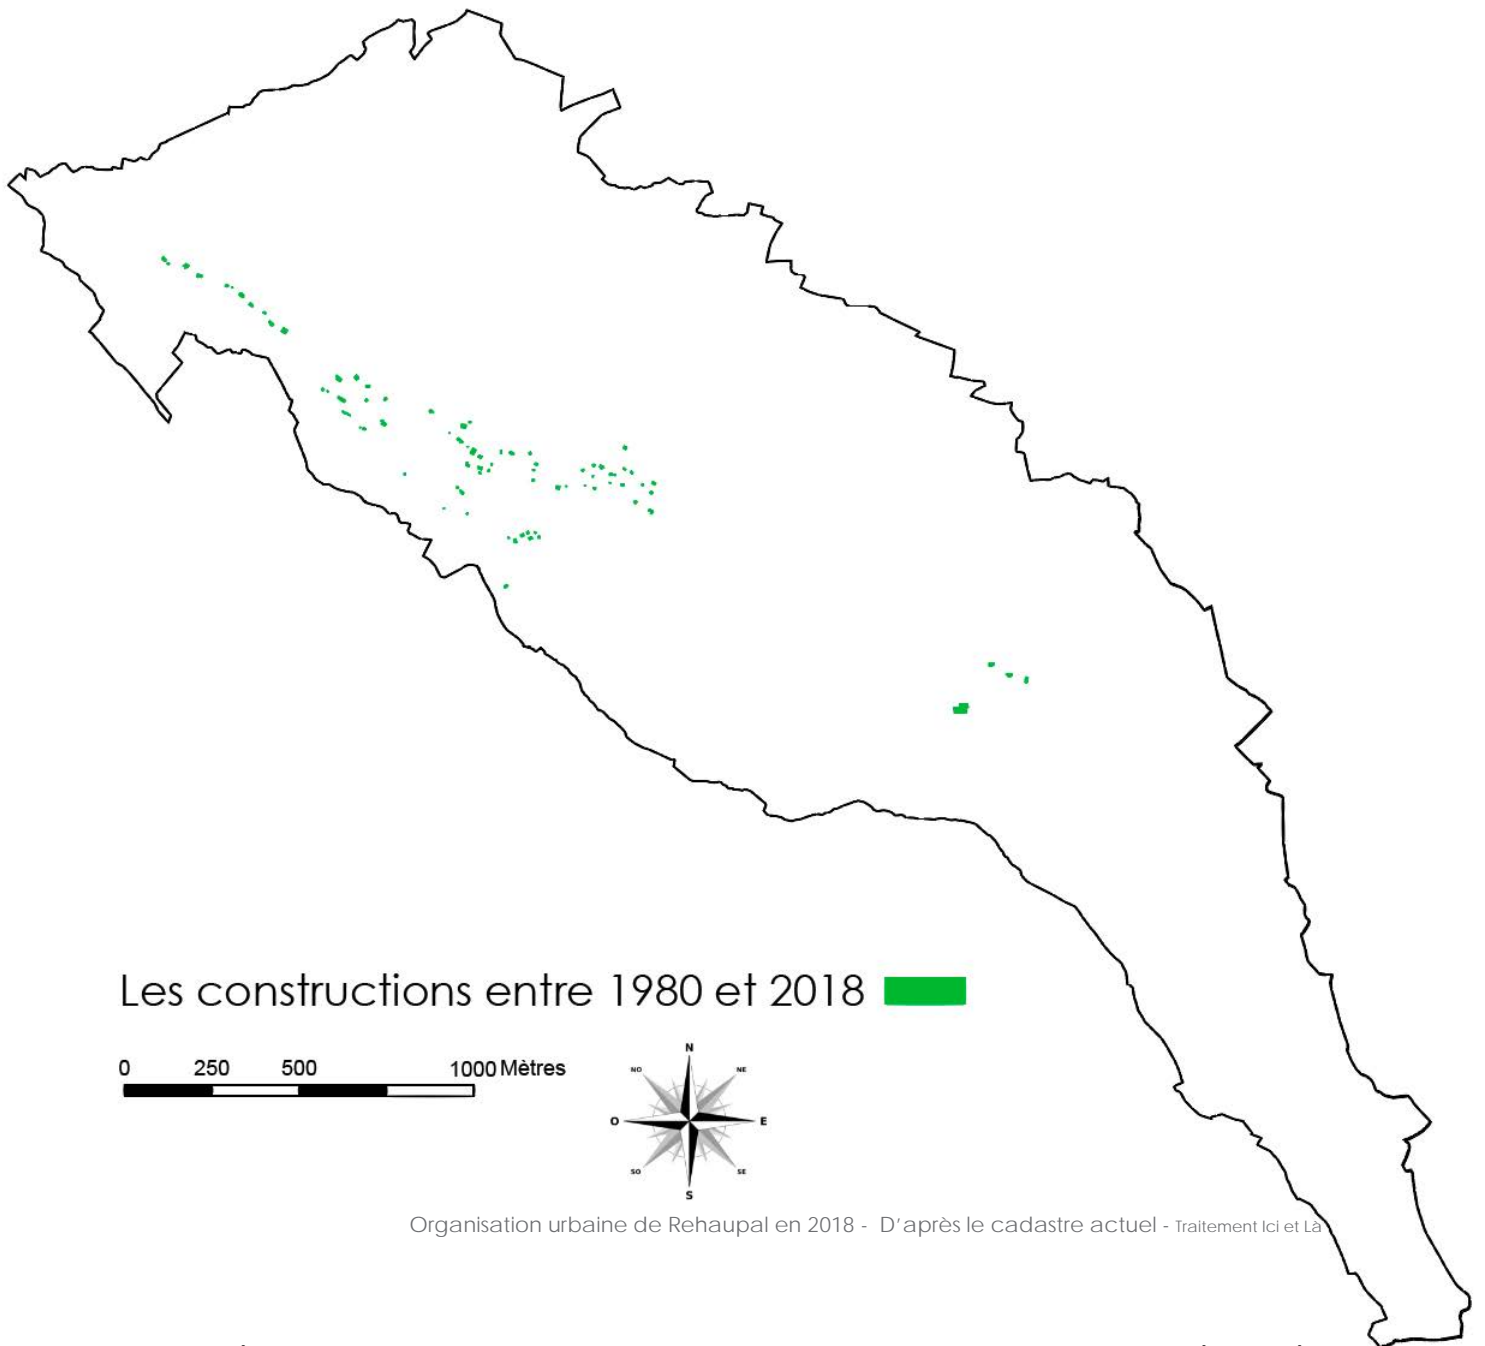 Les constructions entre 1980 et 2018
0 250 500 1000 Mètres
N
NO NE
O E
SO SE
S
Organisation urbaine de Rehaupal en 2018 - D'après le cadastre actuel - Traitement Ici et Là